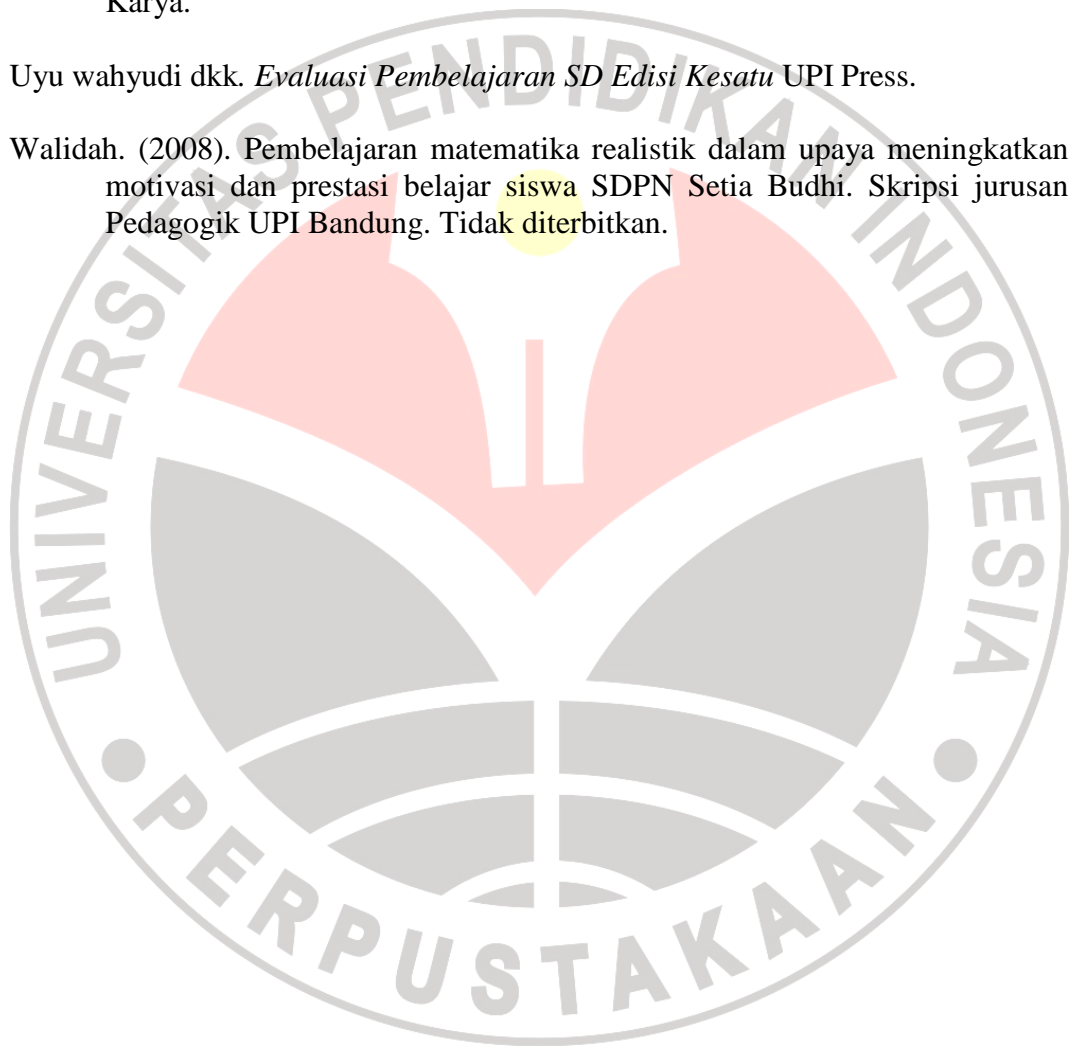 Karya.
Uyu wahyudi dkk. Evaluasi Pembelajaran SD Edisi Kesatu UPI Press.
Walidah. (2008). Pembelajaran matematika realistik dalam upaya meningkatkan
motivasi dan prestasi belajar siswa SDPN Setia Budhi. Skripsi jurusan
Pedagogik UPI Bandung. Tidak diterbitkan.
UNIVERSITAS PENDIDIKAN INDONESIA
PERPUSTAKAAN